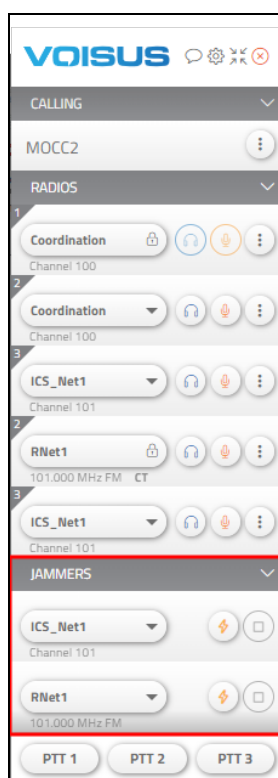 VOISUS
CALLING
MOCC2
RADIOS
1
Coordination
Channel 100
2
Coordination
Channel 100
3
ICS_Net1
Channel 101
2
RNet1
101.000 MHz FM CT
3
ICS_Net1
Channel 101
JAMMERS
ICS_Net1
Channel 101
RNet1
101.000 MHz FM
PTT 1 PTT 2 PTT 3